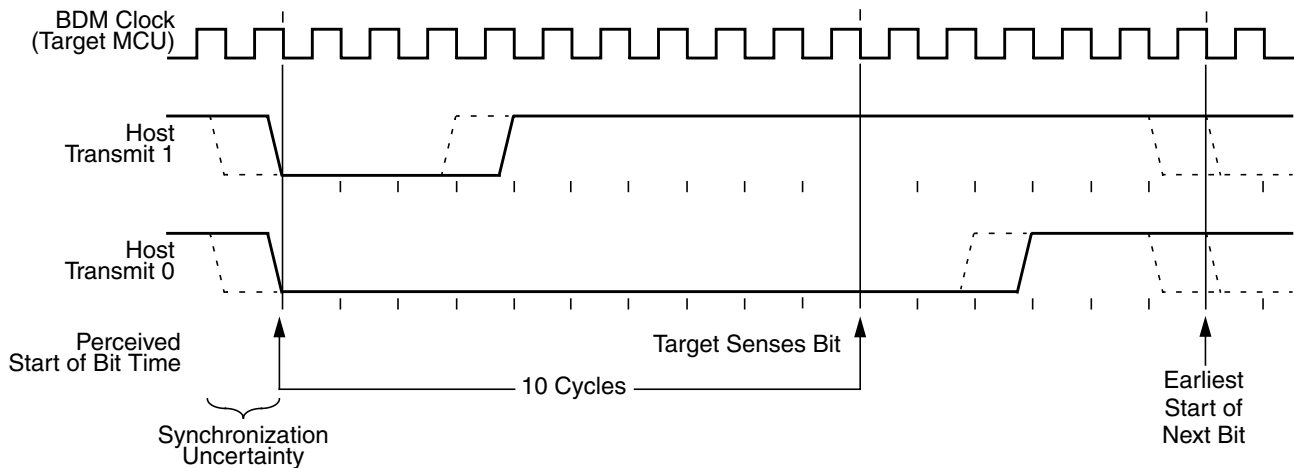 BDM Clock
(Target MCU)
Host
Transmit 1
Host
Transmit 0
Perceived
Start of Bit Time
Target Senses Bit
10 Cycles
Synchronization
Uncertainty
Earliest
Start of
Next Bit